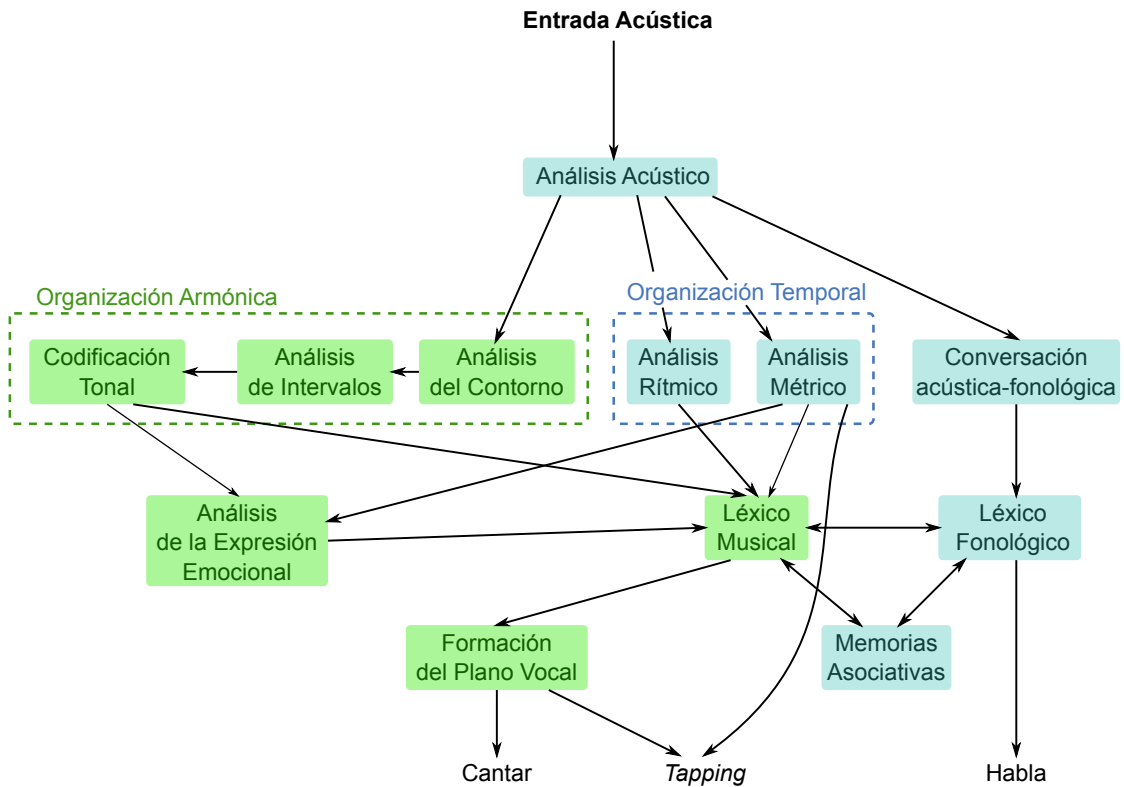 Entrada Acústica
Análisis Acústico
Organización Armónica
Organización Temporal
Codificación
Tonal
Análisis
de Intervalos
Análisis
del Contorno
Análisis
Rítmico
Análisis
Métrico
Conversación
acústica-fonológica
Análisis
de la Expresión
Emocional
Léxico
Musical
Léxico
Fonológico
Formación
del Plano Vocal
Memorias
Asociativas
Cantar
Tapping
Habla